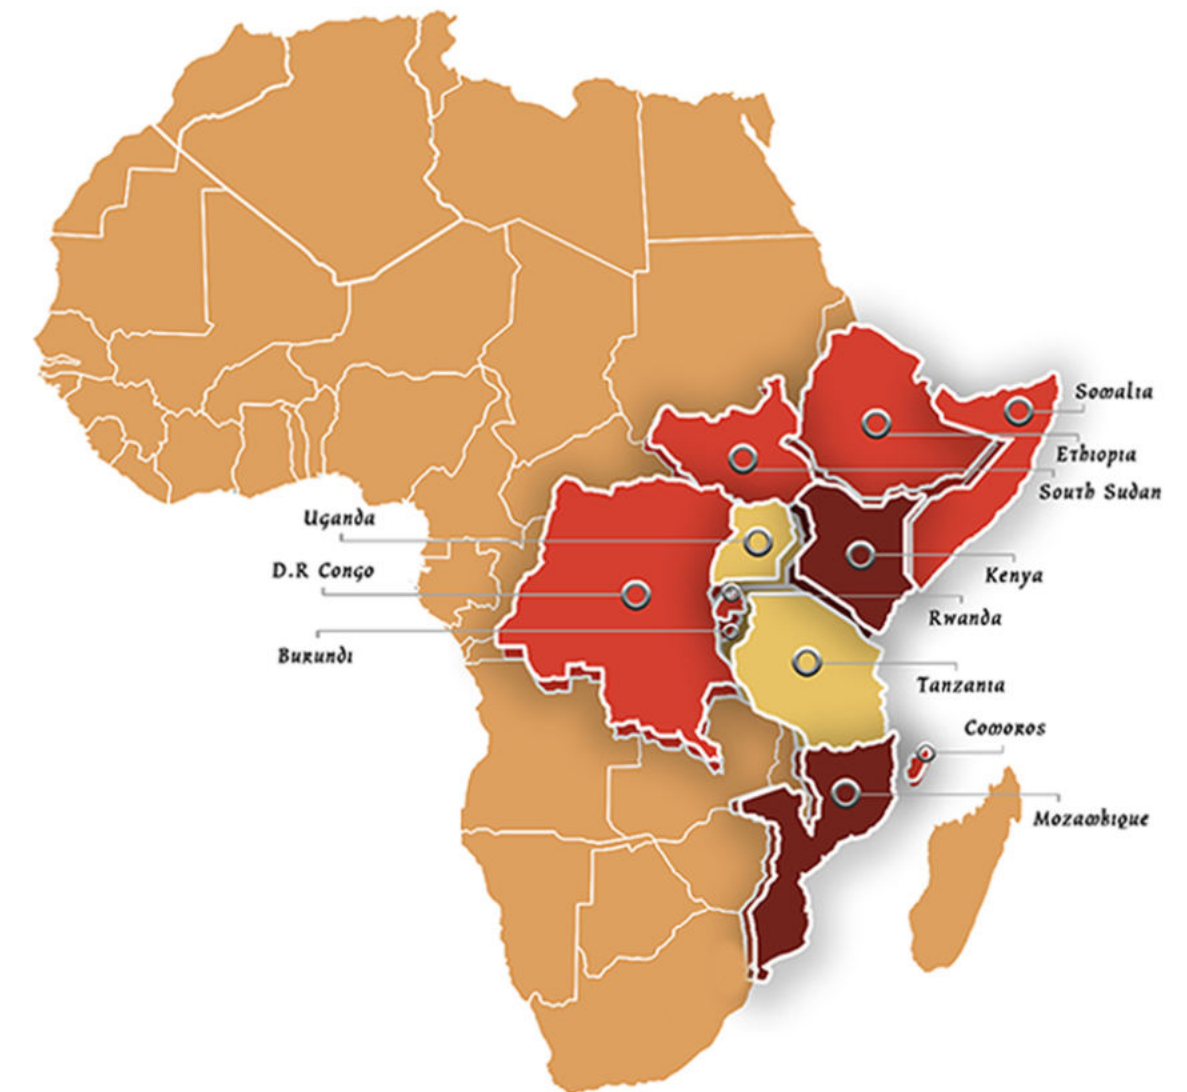 Somalia
Ethiopia
South Sudan
Uganda
D.R Congo
Kenya
Rwanda
Burundi
Tanzania
Comoros
Mozambique